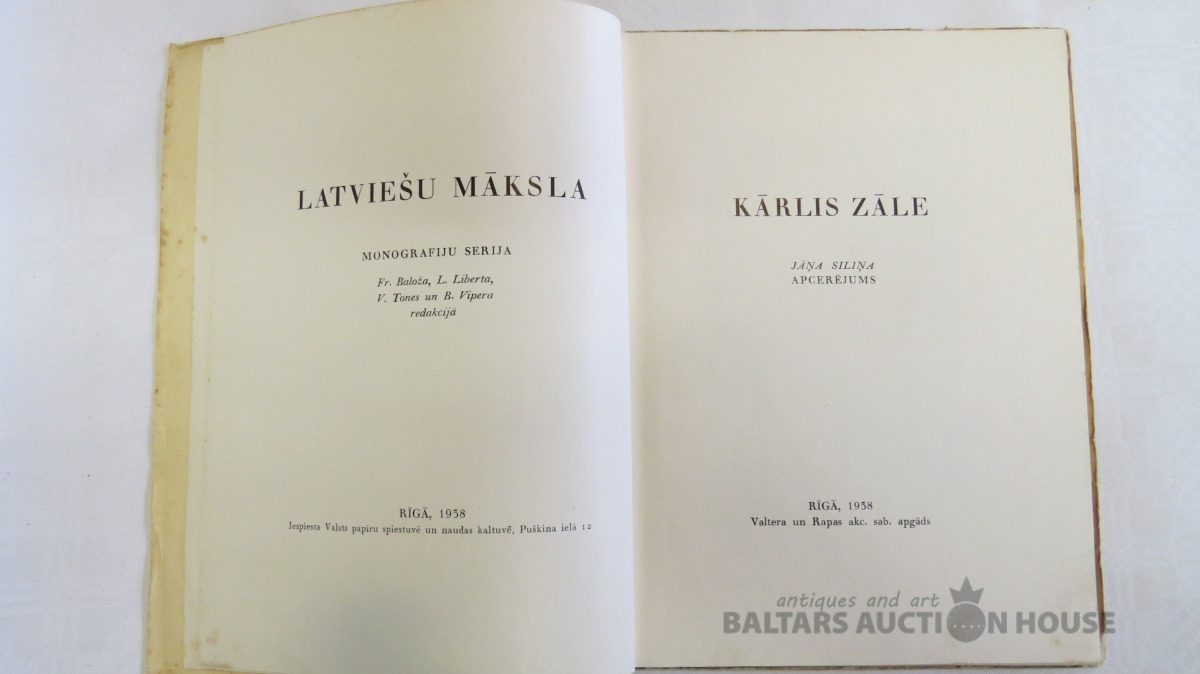 LATVIEŠU MĀKSLA
MONOGRAFIJU SERIJA
Fr. Baloža, L. Liberta,
V. Tones un B. Vipera
redakcijā
RĪGĀ, 1938
Iespiesta Valsts papīru spiestuvē un naudas kaltuvē, Puškina ielā 12
KĀRLIS ZĀLE
JĀŅA SILIŅA
APCERĒJUMS
RĪGĀ, 1938
Valtera un Rapas akc. sab. apgāds
antiques and art
BALTARS AUCTION HOUSE